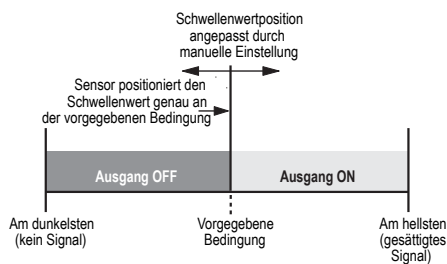 Schwellenwertposition
angepasst durch
manuelle Einstellung
Sensor positioniert den
Schwellenwert genau an
der vorgegebenen Bedingung
Ausgang OFF
Ausgang ON
Am dunkelsten
(kein Signal)
Vorgegebene
Bedingung
Am hellsten
(gesättigtes
Signal)